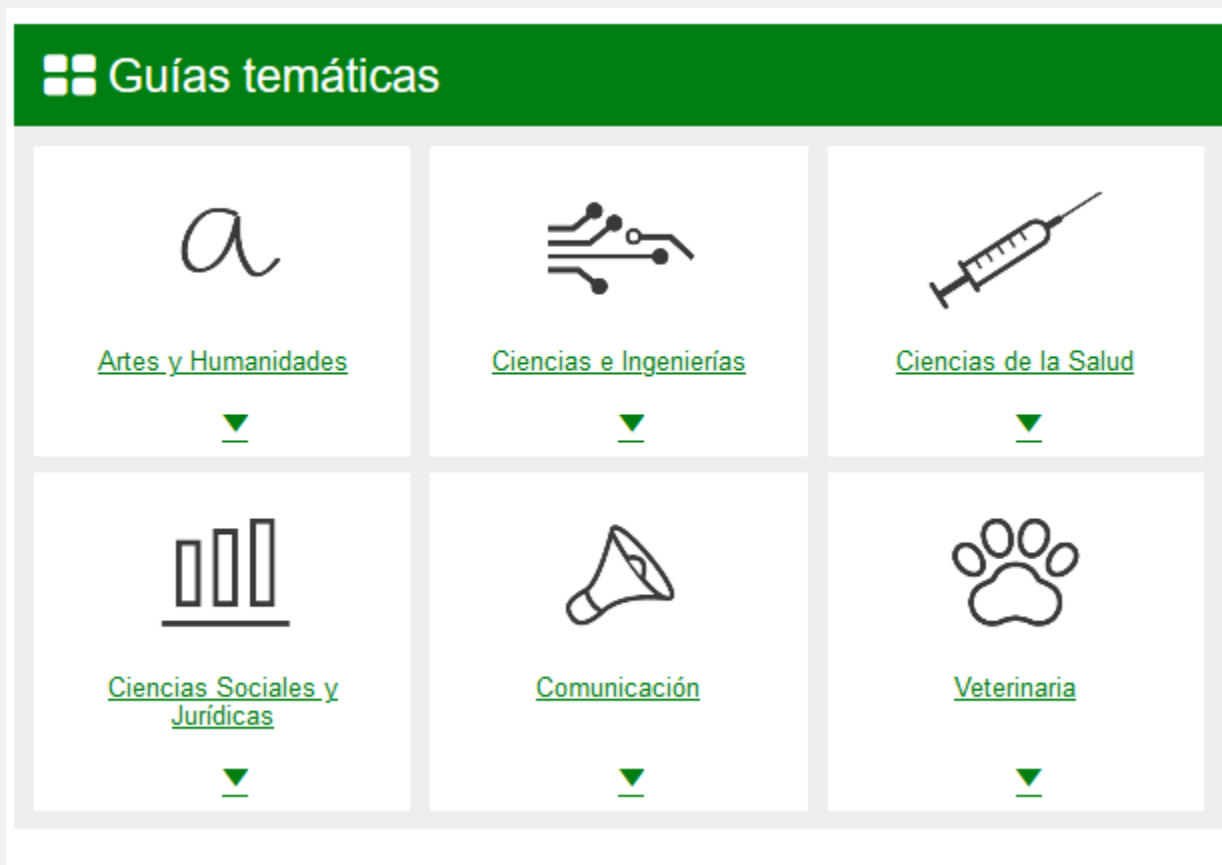 Guías temáticas
a
Artes y Humanidades
Ciencias e Ingenierías
Ciencias de la Salud
Ciencias Sociales y
Jurídicas
Comunicación
Veterinaria